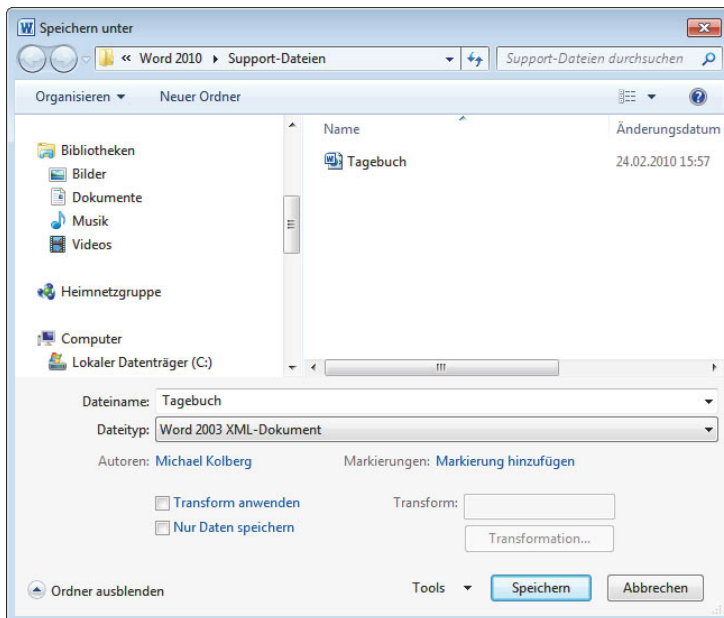 Speichern unter
« Word 2010 ▸ Support-Dateien
Support-Dateien durchsuchen
Organisieren
Neuer Ordner
Name
Änderungsdatum
Bibliotheken
Bilder
Dokumente
Musik
Videos
Heimnetzgruppe
Computer
Lokaler Datenträger (C:)
Tagebuch
24.02.2010 15:57
Dateiname: Tagebuch
Dateityp: Word 2003 XML-Dokument
Autoren: Michael Kolberg
Markierungen: Markierung hinzufügen
Transform anwenden
Transform:
Nur Daten speichern
Transformation...
Ordner ausblenden
Tools
Speichern
Abbrechen